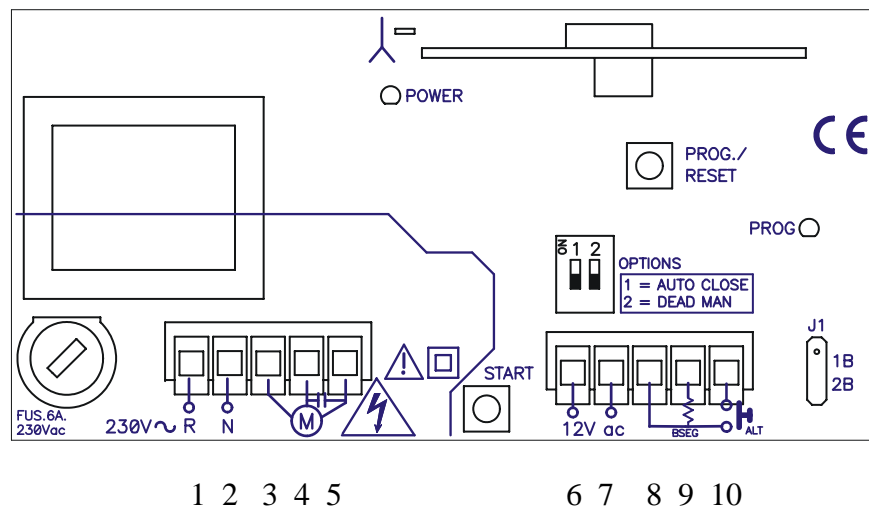 POWER
CE
PROG./
RESET
PROG
ON
1 2
OPTIONS
1 = AUTO CLOSE
2 = DEAD MAN
J1
1B
2B
START
FUS.6A.
230Vac
230V~ R N
M
12V ac
BSEG
ALT
1 2 3 4 5 6 7 8 9 10